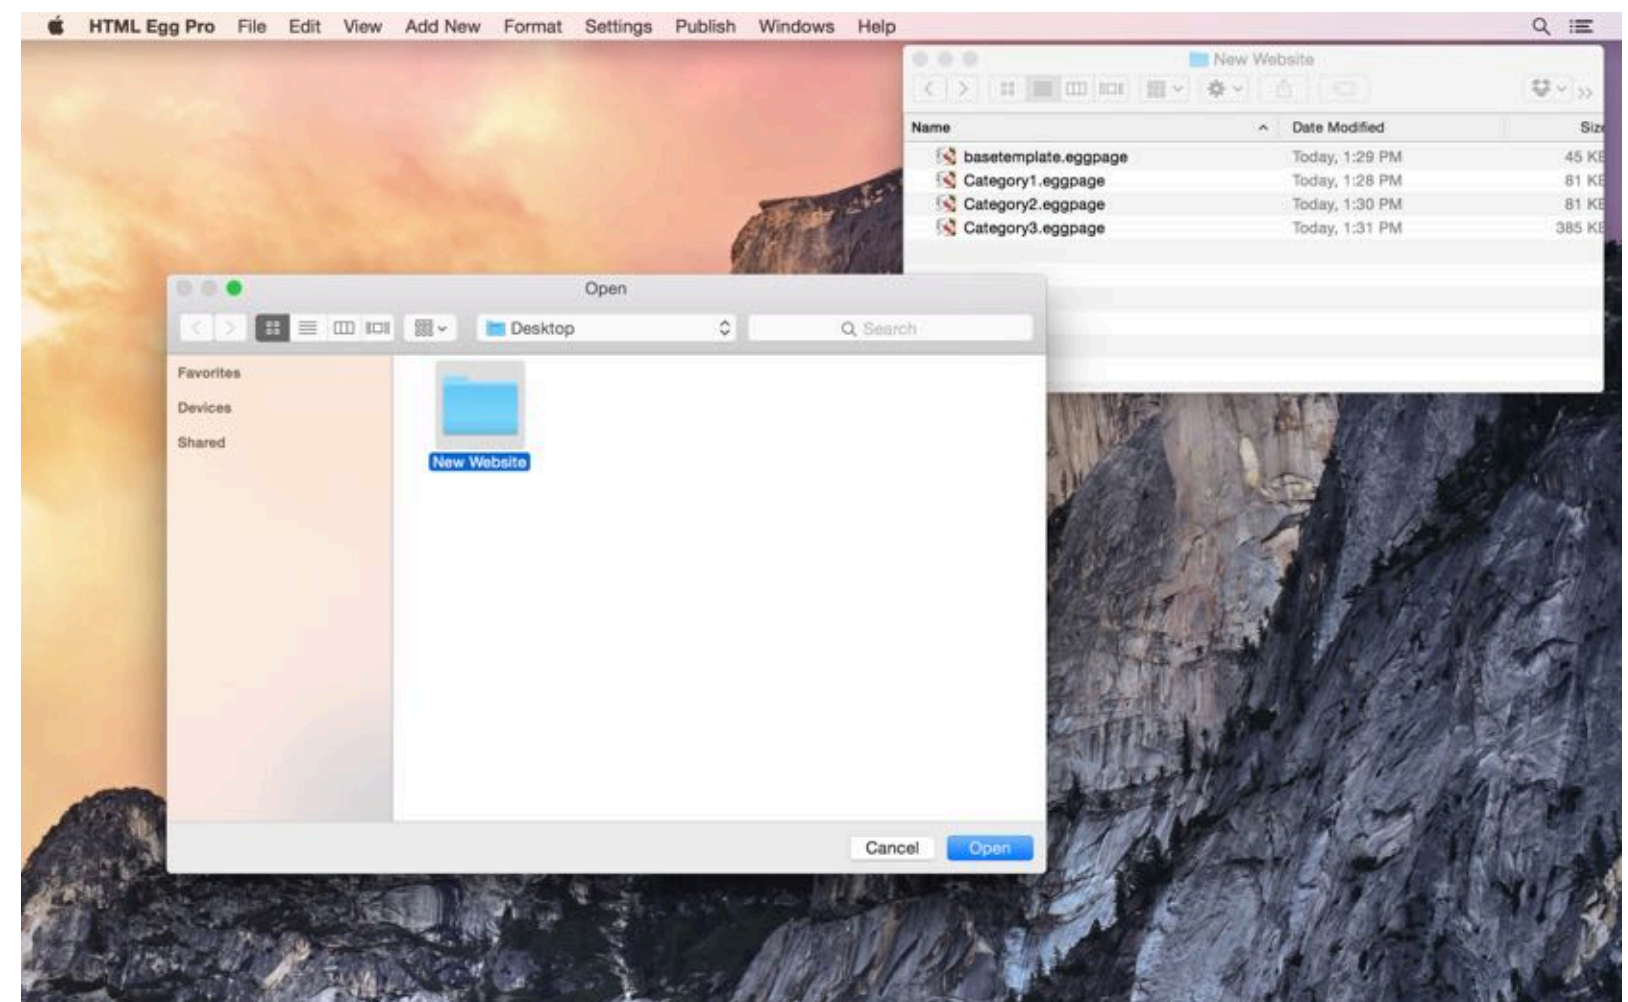 HTML Egg Pro File Edit View Add New Format Settings Publish Windows Help
New Website
Name Date Modified Size
basetemplate.eggpage Today, 1:29 PM 45 KB
Category1.eggpage Today, 1:28 PM 81 KB
Category2.eggpage Today, 1:30 PM 81 KB
Category3.eggpage Today, 1:31 PM 385 KB
Open
Desktop Search
Favorites
Devices
Shared
New Website
Cancel Open